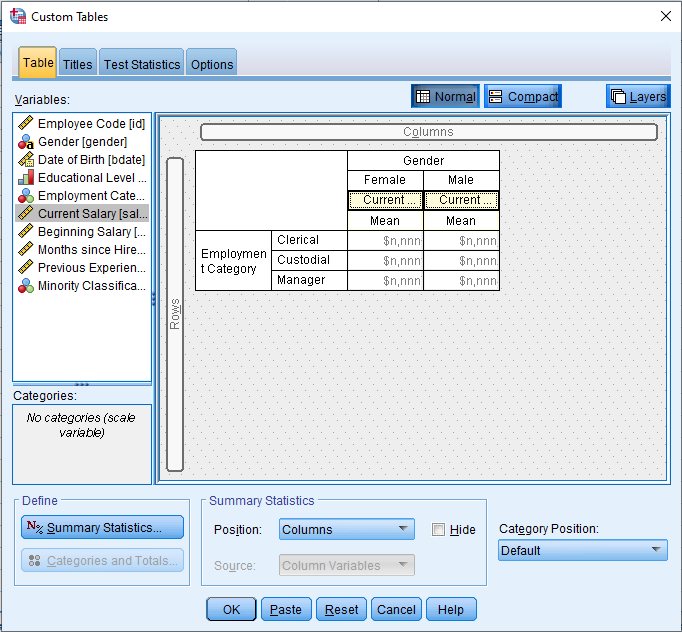 Custom Tables
Table
Titles
Test Statistics
Options
Variables:
Normal
Compact
Layers
Employee Code [id]
Gender [gender]
Date of Birth [bdate]
Educational Level ...
Employment Cate...
Current Salary [sal...
Beginning Salary [...
Months since Hire...
Previous Experien...
Minority Classifica...
Categories:
No categories (scale
variable)
Columns
Rows
Gender
Female Male
Current ... Current ...
Mean Mean
Employmen
t Category
Clerical $n,nnn $n,nnn
Custodial $n,nnn $n,nnn
Manager $n,nnn $n,nnn
Define
N% Summary Statistics...
Categories and Totals...
Summary Statistics
Position: Columns Hide
Source: Column Variables
Category Position:
Default
OK
Paste
Reset
Cancel
Help